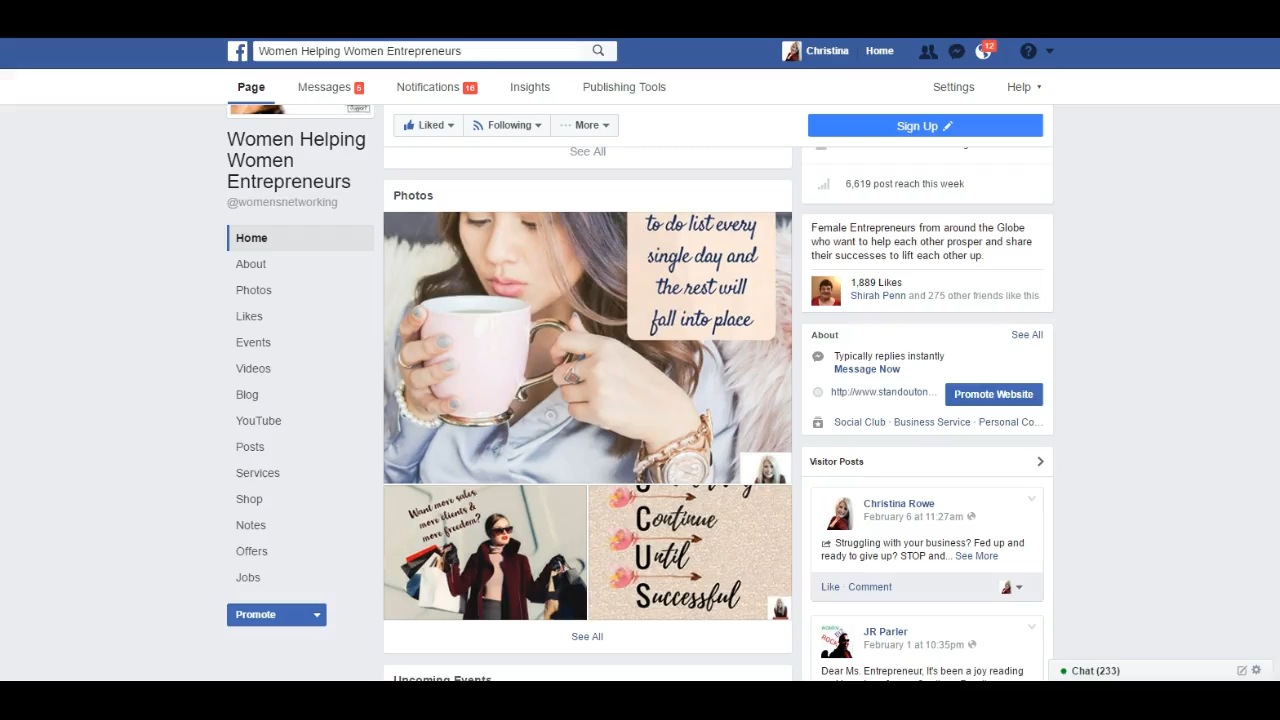 Women Helping Women Entrepreneurs
Christina
Home
12
Page
Messages 5
Notifications 16
Insights
Publishing Tools
Settings
Help
Women Helping
Women
Entrepreneurs
@womensnetworking
Home
About
Photos
Likes
Events
Videos
Blog
YouTube
Posts
Services
Shop
Notes
Offers
Jobs
Promote
Liked
Following
More
Sign Up
See All
Photos
to do list every
single day and
the rest will
fall into place
Want more sales
more clients &
more freedom?
Continue
Until
Successful
See All
Upcoming Events
6,619 post reach this week
Female Entrepreneurs from around the Globe
who want to help each other prosper and share
their successes to lift each other up.
1,889 Likes
Shirah Penn and 275 other friends like this
About
See All
Typically replies instantly
Message Now
http://www.standouton...
Promote Website
Social Club · Business Service · Personal Co...
Visitor Posts
Christina Rowe
February 6 at 11:27am
Struggling with your business? Fed up and
ready to give up? STOP and... See More
Like · Comment
JR Parler
February 1 at 10:35pm
Dear Ms. Entrepreneur, It's been a joy reading
Chat (233)